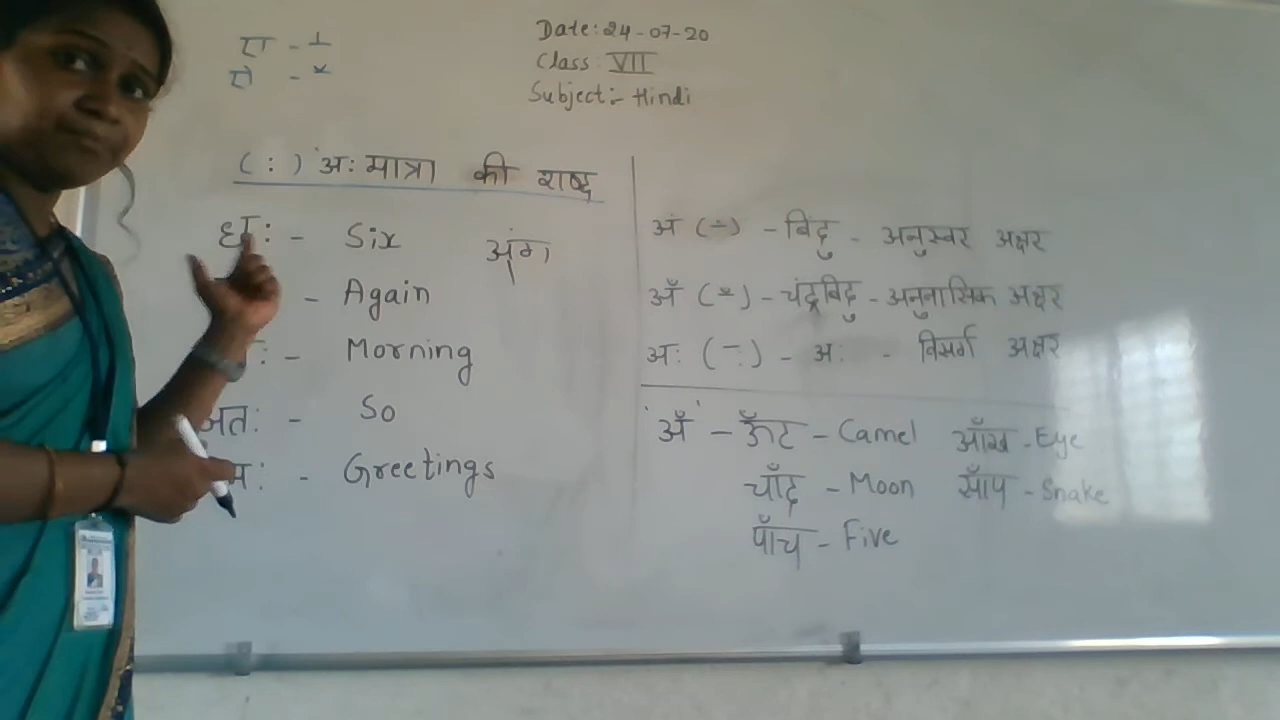 Date: 24-07-20
Class: VII
Subject:- Hindi
(ः) अः मात्रा की शब्द
- Six
- Again
- Morning
अतः - So
- Greetings
अं (ं) - बिंदु - अनुस्वर अक्षर
अँ (ँ) - चंद्रबिंदु - अनुनासिक अक्षर
अः (ः) - अः - विसर्ग अक्षर
'अँ' - ऊँट - Camel आँख - Eye
चाँद - Moon साँप - Snake
पाँच - Five